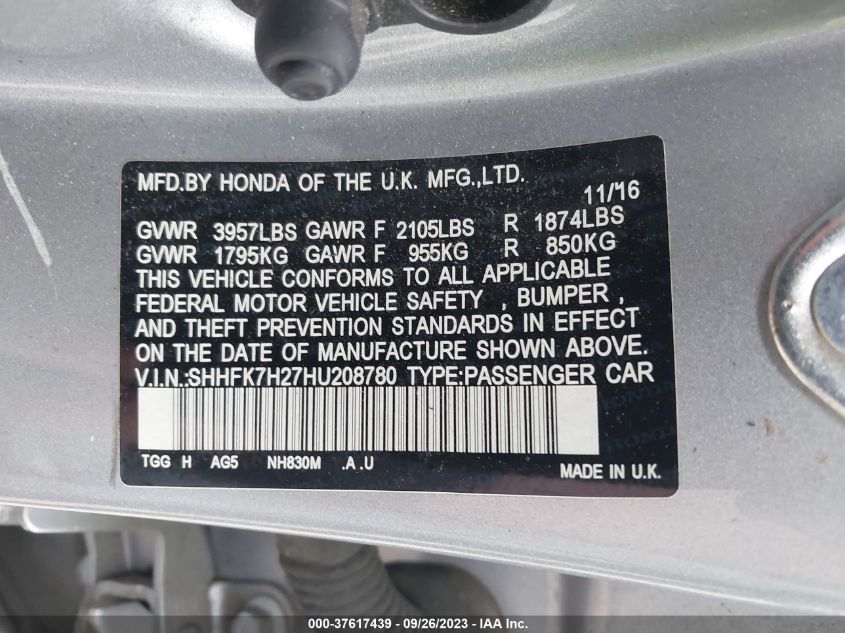 MFD.BY HONDA OF THE U.K. MFG.,LTD.
11/16
GVWR 3957LBS GAWR F 2105LBS R 1874LBS
GVWR 1795KG GAWR F 955KG R 850KG
THIS VEHICLE CONFORMS TO ALL APPLICABLE
FEDERAL MOTOR VEHICLE SAFETY , BUMPER ,
AND THEFT PREVENTION STANDARDS IN EFFECT
ON THE DATE OF MANUFACTURE SHOWN ABOVE.
V.I.N.:SHHFK7H27HU208780 TYPE:PASSENGER CAR
TGG H AG5 NH830M .A .U
MADE IN U.K.
000-37617439 - 09/26/2023 - IAA Inc.